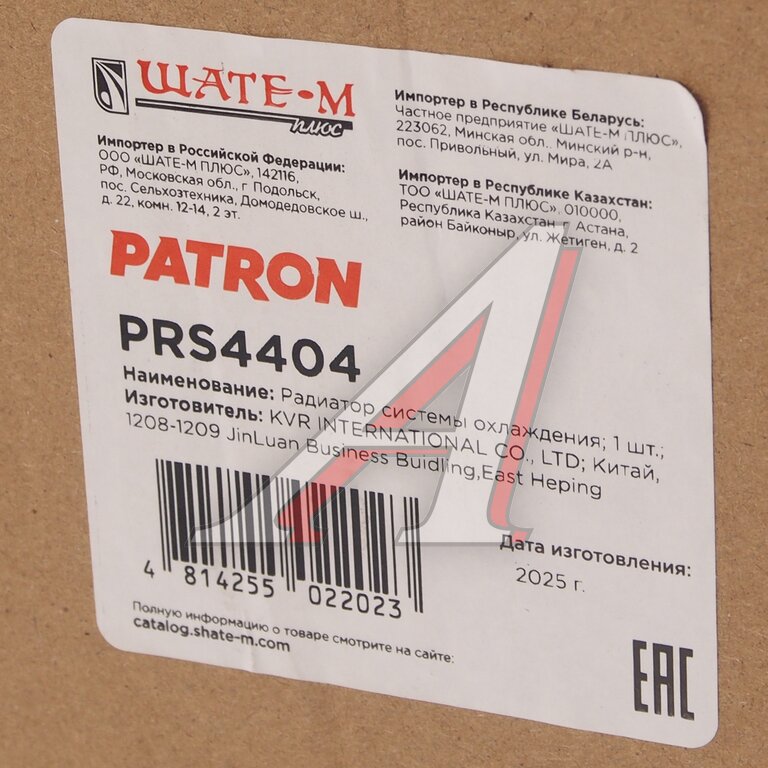 ШАТЕ-М
плюс
Импортер в Российской Федерации:
ООО «ШАТЕ-М ПЛЮС», 142116,
РФ, Московская обл., г Подольск,
пос. Сельхозтехника, Домодедовское ш.,
д. 22, комн. 12-14, 2 эт.
Импортер в Республике Беларусь:
Частное предприятие «ШАТЕ-М ПЛЮС»,
223062, Минская обл., Минский р-н,
пос. Привольный, ул. Мира, 2А
Импортер в Республике Казахстан:
ТОО «ШАТЕ-М ПЛЮС», 010000,
Республика Казахстан, г. Астана,
район Байконыр, ул. Жетиген, д. 2
PATRON
PRS4404
Наименование: Радиатор системы охлаждения; 1 шт.;
Изготовитель: KVR INTERNATIONAL CO., LTD; Китай,
1208-1209 JinLuan Business Buidling,East Heping
4 814255 022023
Дата изготовления:
2025 г.
Полную информацию о товаре смотрите на сайте:
catalog.shate-m.com
EAC